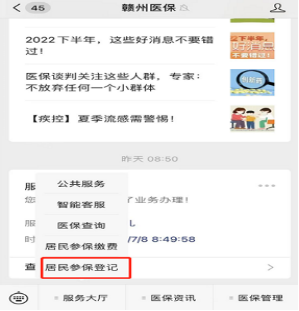 45
赣州医保
2022下半年，这些好消息不要错过！
医保谈判关注这些人群，专家：
不放弃任何一个小群体
【疾控】夏季流感需警惕！
昨天 08:50
服
公共服务
智能客服
医保查询
居民参保缴费
居民参保登记
您
了业务办理！
服
时
/7/8 8:49:58
查
服务大厅
医保资讯
医保管理